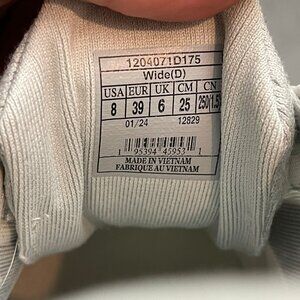 1204071D175
Wide(D)
USA EUR UK CM CN
8 39 6 25 250(1.5)
01/24 12829
1 95394 45953 1
MADE IN VIETNAM
FABRIQUE AU VIETNAM